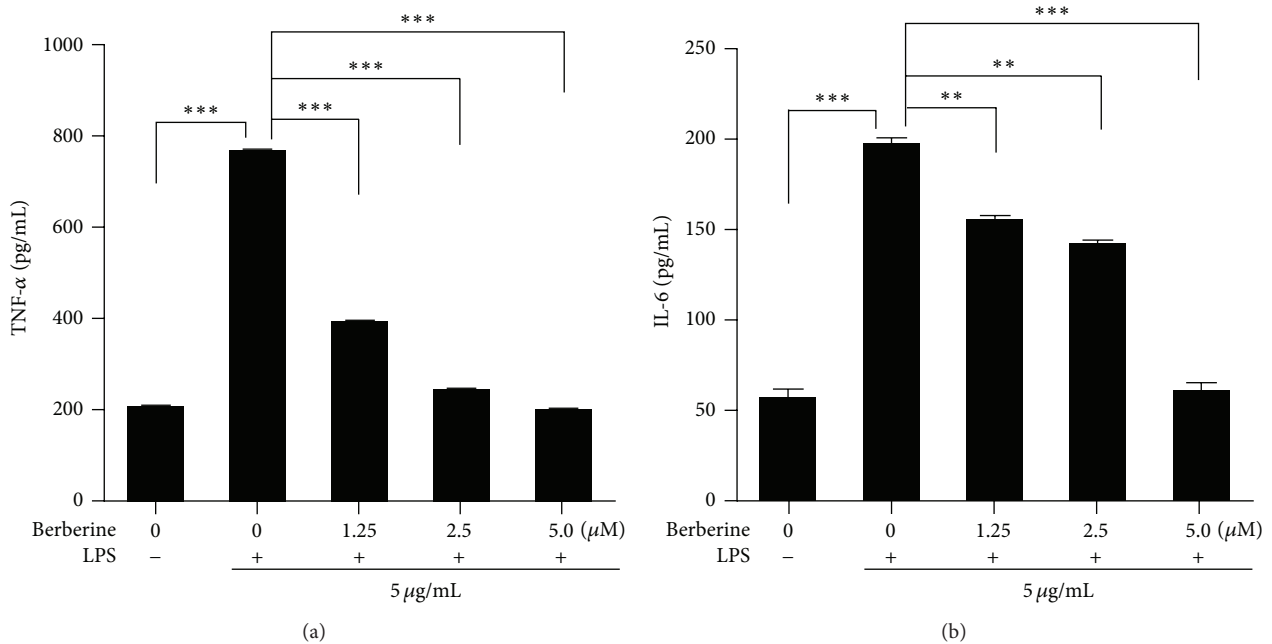 1000
800
600
400
200
0
TNF-α (pg/mL)
***
***
***
***
Berberine 0 0 1.25 2.5 5.0 (μM)
LPS − + + + +
5 μg/mL
(a)
250
200
150
100
50
0
IL-6 (pg/mL)
***
**
**
***
0 0 1.25 2.5 5.0 (μM)
Berberine
LPS − + + + +
5 μg/mL
(b)